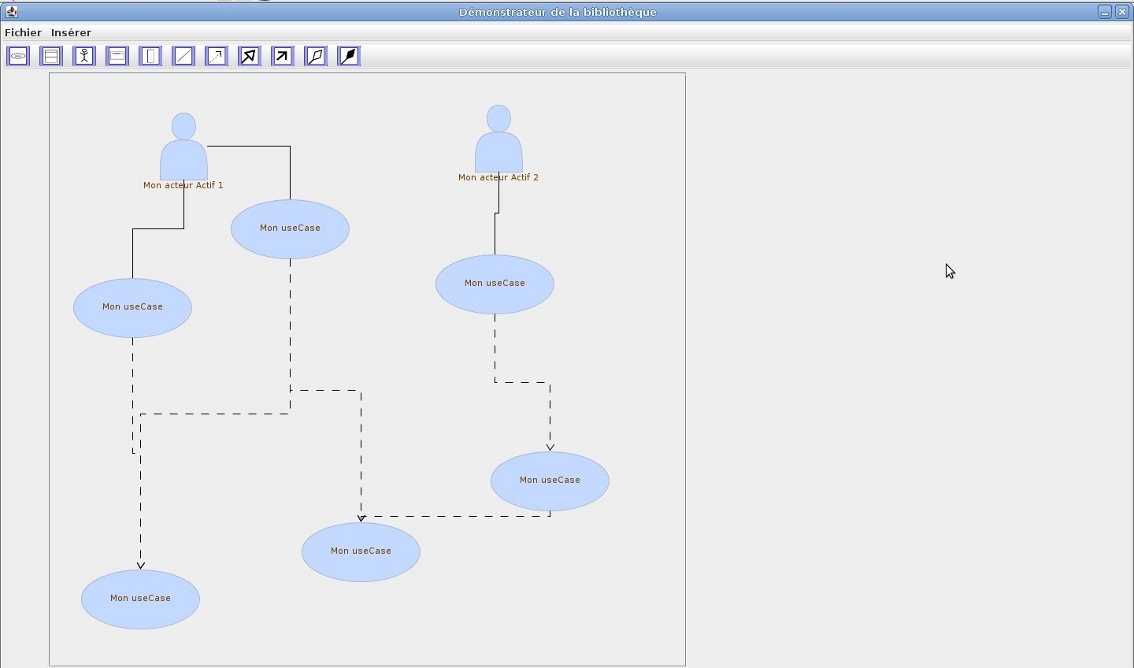 Démonstrateur de la bibliothèque
Fichier Insérer
Mon acteur Actif 1
Mon acteur Actif 2
Mon useCase
Mon useCase
Mon useCase
Mon useCase
Mon useCase
Mon useCase